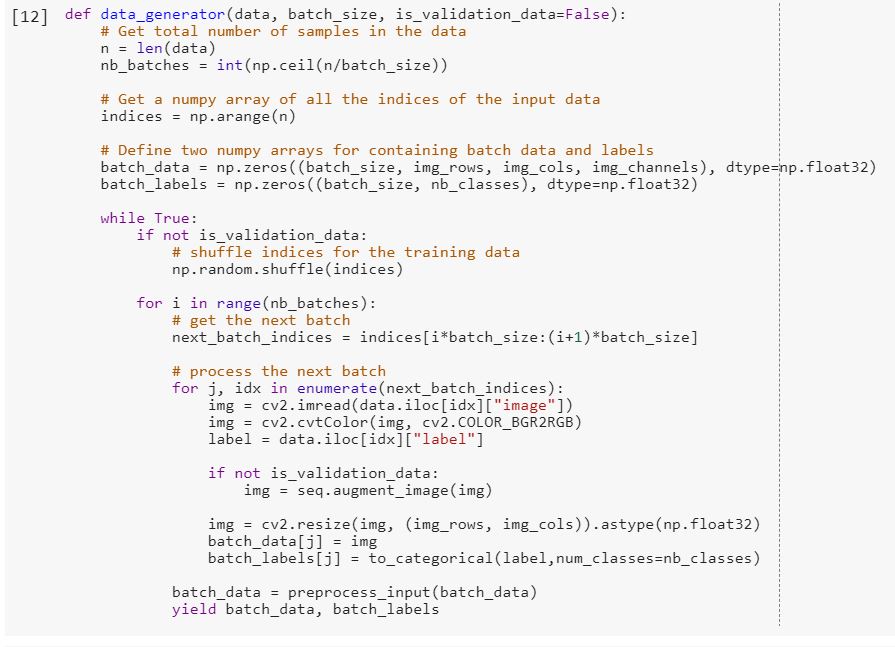 [12] def data_generator(data, batch_size, is_validation_data=False):
# Get total number of samples in the data
n = len(data)
nb_batches = int(np.ceil(n/batch_size))
# Get a numpy array of all the indices of the input data
indices = np.arange(n)
# Define two numpy arrays for containing batch data and labels
batch_data = np.zeros((batch_size, img_rows, img_cols, img_channels), dtype=np.float32)
batch_labels = np.zeros((batch_size, nb_classes), dtype=np.float32)
while True:
if not is_validation_data:
# shuffle indices for the training data
np.random.shuffle(indices)
for i in range(nb_batches):
# get the next batch
next_batch_indices = indices[i*batch_size:(i+1)*batch_size]
# process the next batch
for j, idx in enumerate(next_batch_indices):
img = cv2.imread(data.iloc[idx]["image"])
img = cv2.cvtColor(img, cv2.COLOR_BGR2RGB)
label = data.iloc[idx]["label"]
if not is_validation_data:
img = seq.augment_image(img)
img = cv2.resize(img, (img_rows, img_cols)).astype(np.float32)
batch_data[j] = img
batch_labels[j] = to_categorical(label,num_classes=nb_classes)
batch_data = preprocess_input(batch_data)
yield batch_data, batch_labels